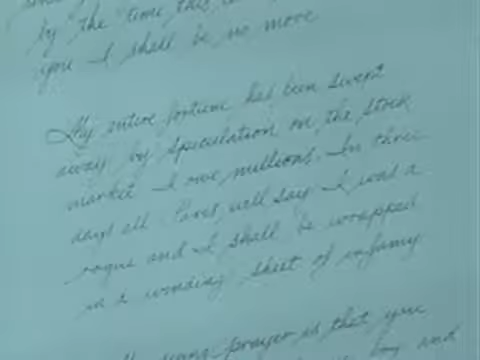 by the time this
you I shall be no more
My entire fortune has been swept
away by speculation on the stock
market. I owe millions. In three
days all Paris will say I was a
rogue and I shall be wrapped
in a winding sheet of infamy
prayer is that you
and